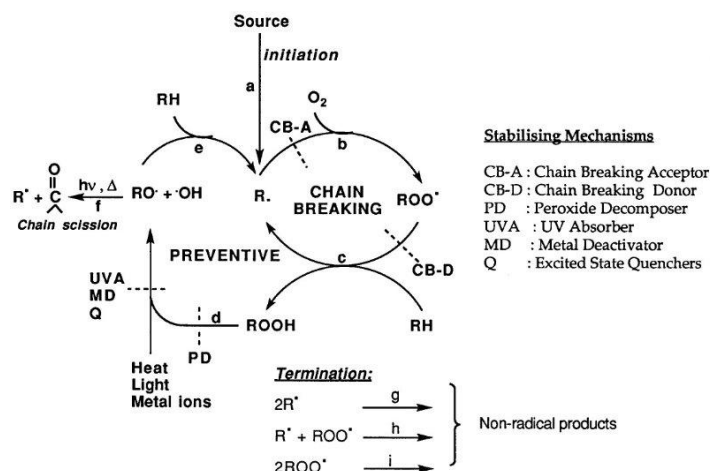 Source
initiation
a
RH
O₂
CB-A
e
b
O
R• + C
hν , Δ
f
Chain scission
RO· + ·OH
R.
CHAIN
BREAKING
ROO•
PREVENTIVE
c
CB-D
UVA
MD
Q
d
ROOH
RH
PD
Heat
Light
Metal ions
Stabilising Mechanisms
CB-A : Chain Breaking Acceptor
CB-D : Chain Breaking Donor
PD : Peroxide Decomposer
UVA : UV Absorber
MD : Metal Deactivator
Q : Excited State Quenchers
Termination:
2R• g
R• + ROO• h
2ROO• i
Non-radical products